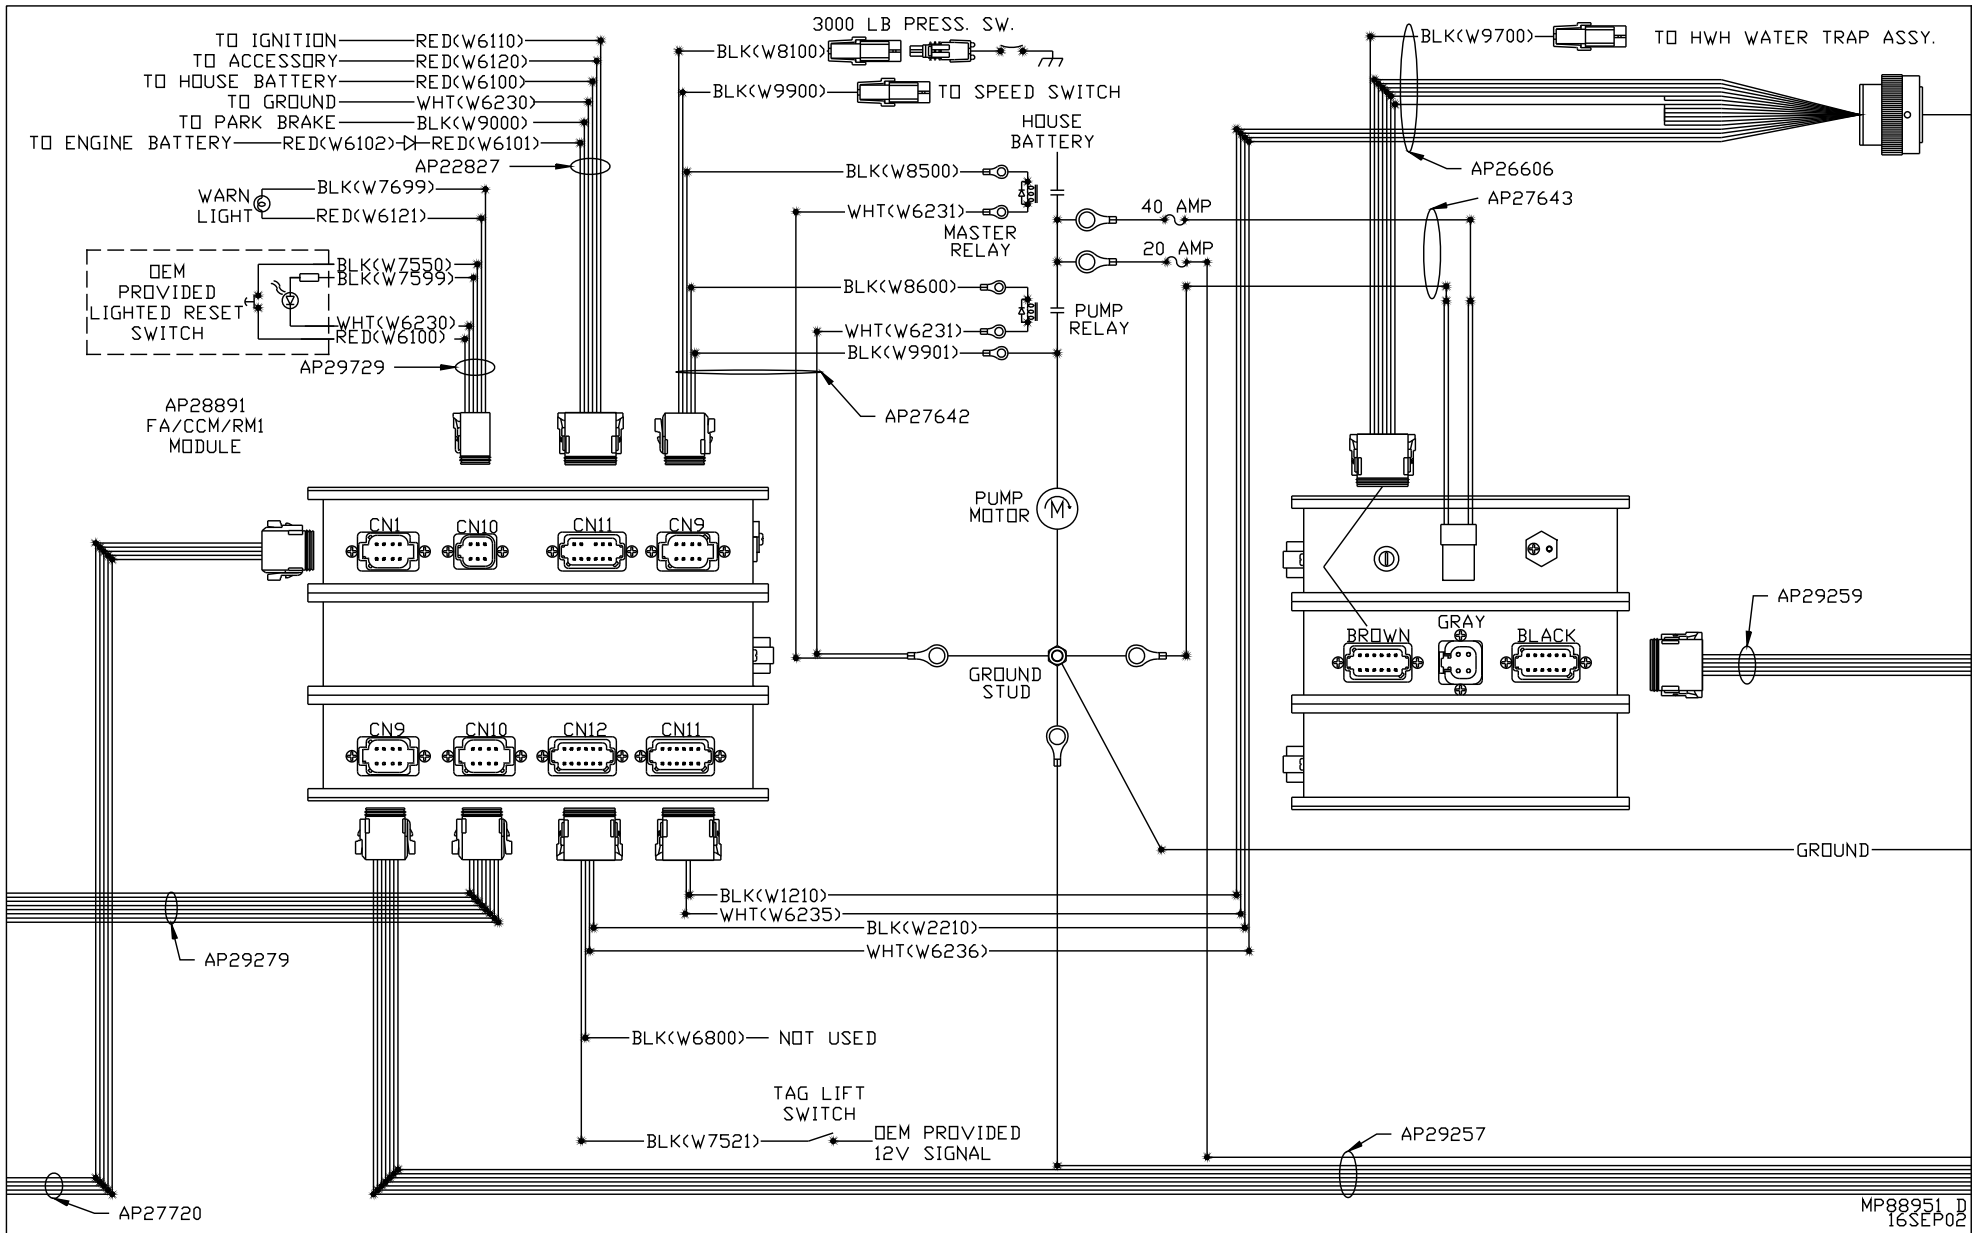 3000 LB PRESS. SW.
TO IGNITION RED(W6110)
TO ACCESSORY RED(W6120)
TO HOUSE BATTERY RED(W6100)
TO GROUND WHT(W6230)
TO PARK BRAKE BLK(W9000)
TO ENGINE BATTERY RED(W6102) RED(W6101)
AP22827
BLK(W8100)
BLK(W9900) TO SPEED SWITCH
BLK(W9700) TO HWH WATER TRAP ASSY.
HOUSE
BATTERY
AP26606
AP27643
WARN
LIGHT
BLK(W7699)
RED(W6121)
BLK(W8500)
WHT(W6231)
MASTER
RELAY
40 AMP
20 AMP
OEM
PROVIDED
LIGHTED RESET
SWITCH
BLK(W7550)
BLK(W7599)
WHT(W6230)
RED(W6100)
AP29729
BLK(W8600)
WHT(W6231)
BLK(W9901)
PUMP
RELAY
AP27642
AP28891
FA/CCM/RM1
MODULE
PUMP
MOTOR
M
CN1 CN10 CN11 CN9
AP29259
BROWN GRAY BLACK
GROUND
STUD
CN9 CN10 CN12 CN11
GROUND
BLK(W1210)
WHT(W6235)
BLK(W2210)
WHT(W6236)
AP29279
BLK(W6800) NOT USED
TAG LIFT
SWITCH
BLK(W7521)
OEM PROVIDED
12V SIGNAL
AP29257
AP27720
MP88951 D
16SEP02